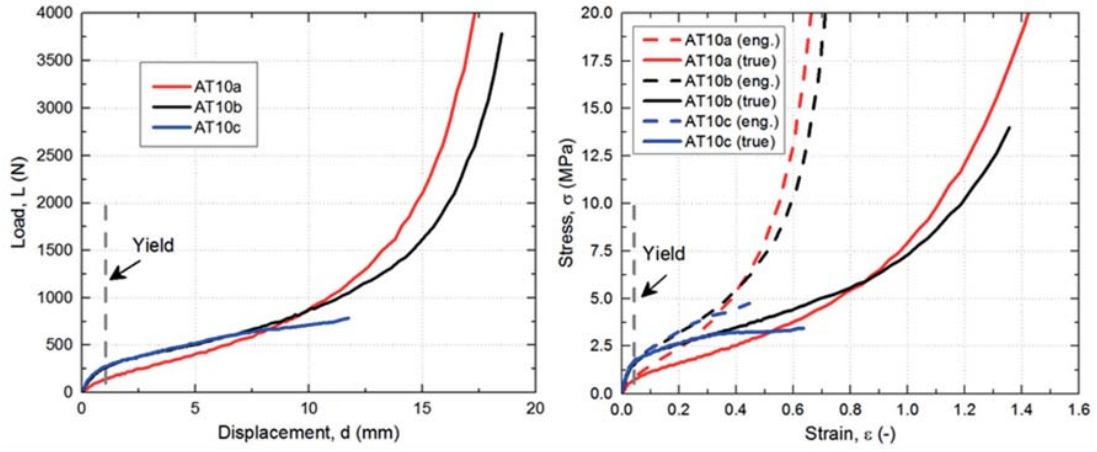 4000
3500
3000
2500
2000
1500
1000
500
0
Load, L (N)
AT10a
AT10b
AT10c
Yield
0 5 10 15 20
Displacement, d (mm)
20.0
17.5
15.0
12.5
10.0
7.5
5.0
2.5
0.0
Stress, σ (MPa)
AT10a (eng.)
AT10a (true)
AT10b (eng.)
AT10b (true)
AT10c (eng.)
AT10c (true)
Yield
0.0 0.2 0.4 0.6 0.8 1.0 1.2 1.4 1.6
Strain, ε (-)